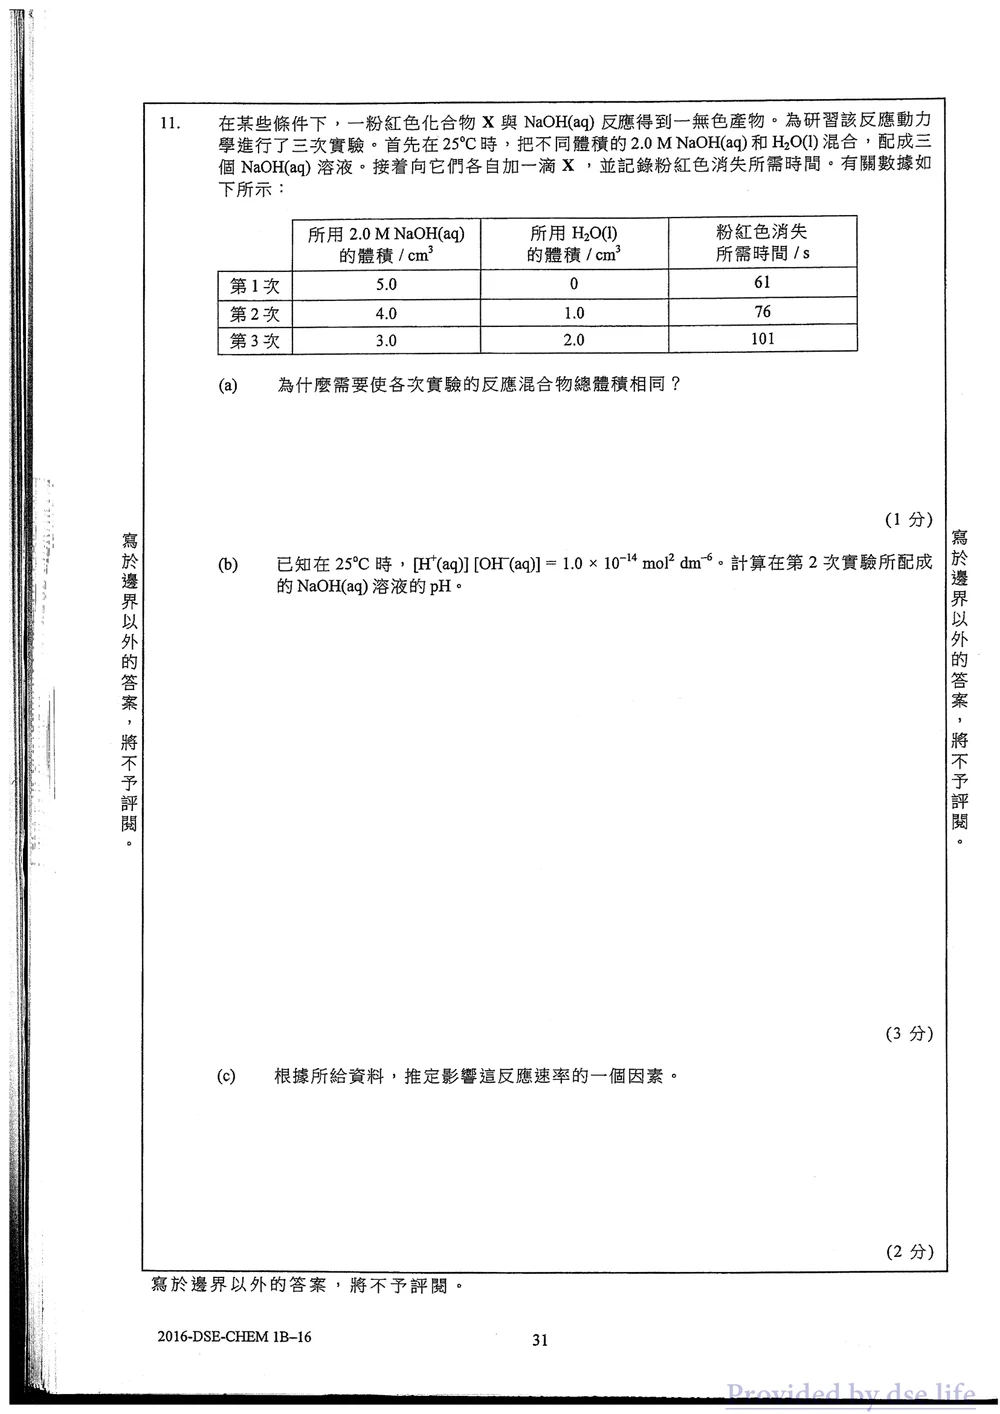 11. 在某些條件下,一粉紅色化合物 X 與 NaOH(aq) 反應得到一無色產物。為研習該反應動力
學進行了三次實驗。首先在 25°C 時,把不同體積的 2.0 M NaOH(aq) 和 H₂O(l) 混合,配成三
個 NaOH(aq) 溶液。接着向它們各自加一滴 X ,並記錄粉紅色消失所需時間。有關數據如
下所示:
所用 2.0 M NaOH(aq) 的體積 / cm³ 所用 H₂O(l) 的體積 / cm³ 粉紅色消失 所需時間 / s
第 1 次 5.0 0 61
第 2 次 4.0 1.0 76
第 3 次 3.0 2.0 101
(a) 為什麼需要使各次實驗的反應混合物總體積相同?
(1 分)
(b) 已知在 25°C 時,[H⁺(aq)] [OH⁻(aq)] = 1.0 × 10⁻¹⁴ mol² dm⁻⁶。計算在第 2 次實驗所配成
的 NaOH(aq) 溶液的 pH。
(3 分)
(c) 根據所給資料,推定影響這反應速率的一個因素。
(2 分)
寫於邊界以外的答案,將不予評閱。
寫於邊界以外的答案,將不予評閱。
寫於邊界以外的答案,將不予評閱。
2016-DSE-CHEM 1B–16
31
Provided by dse.life